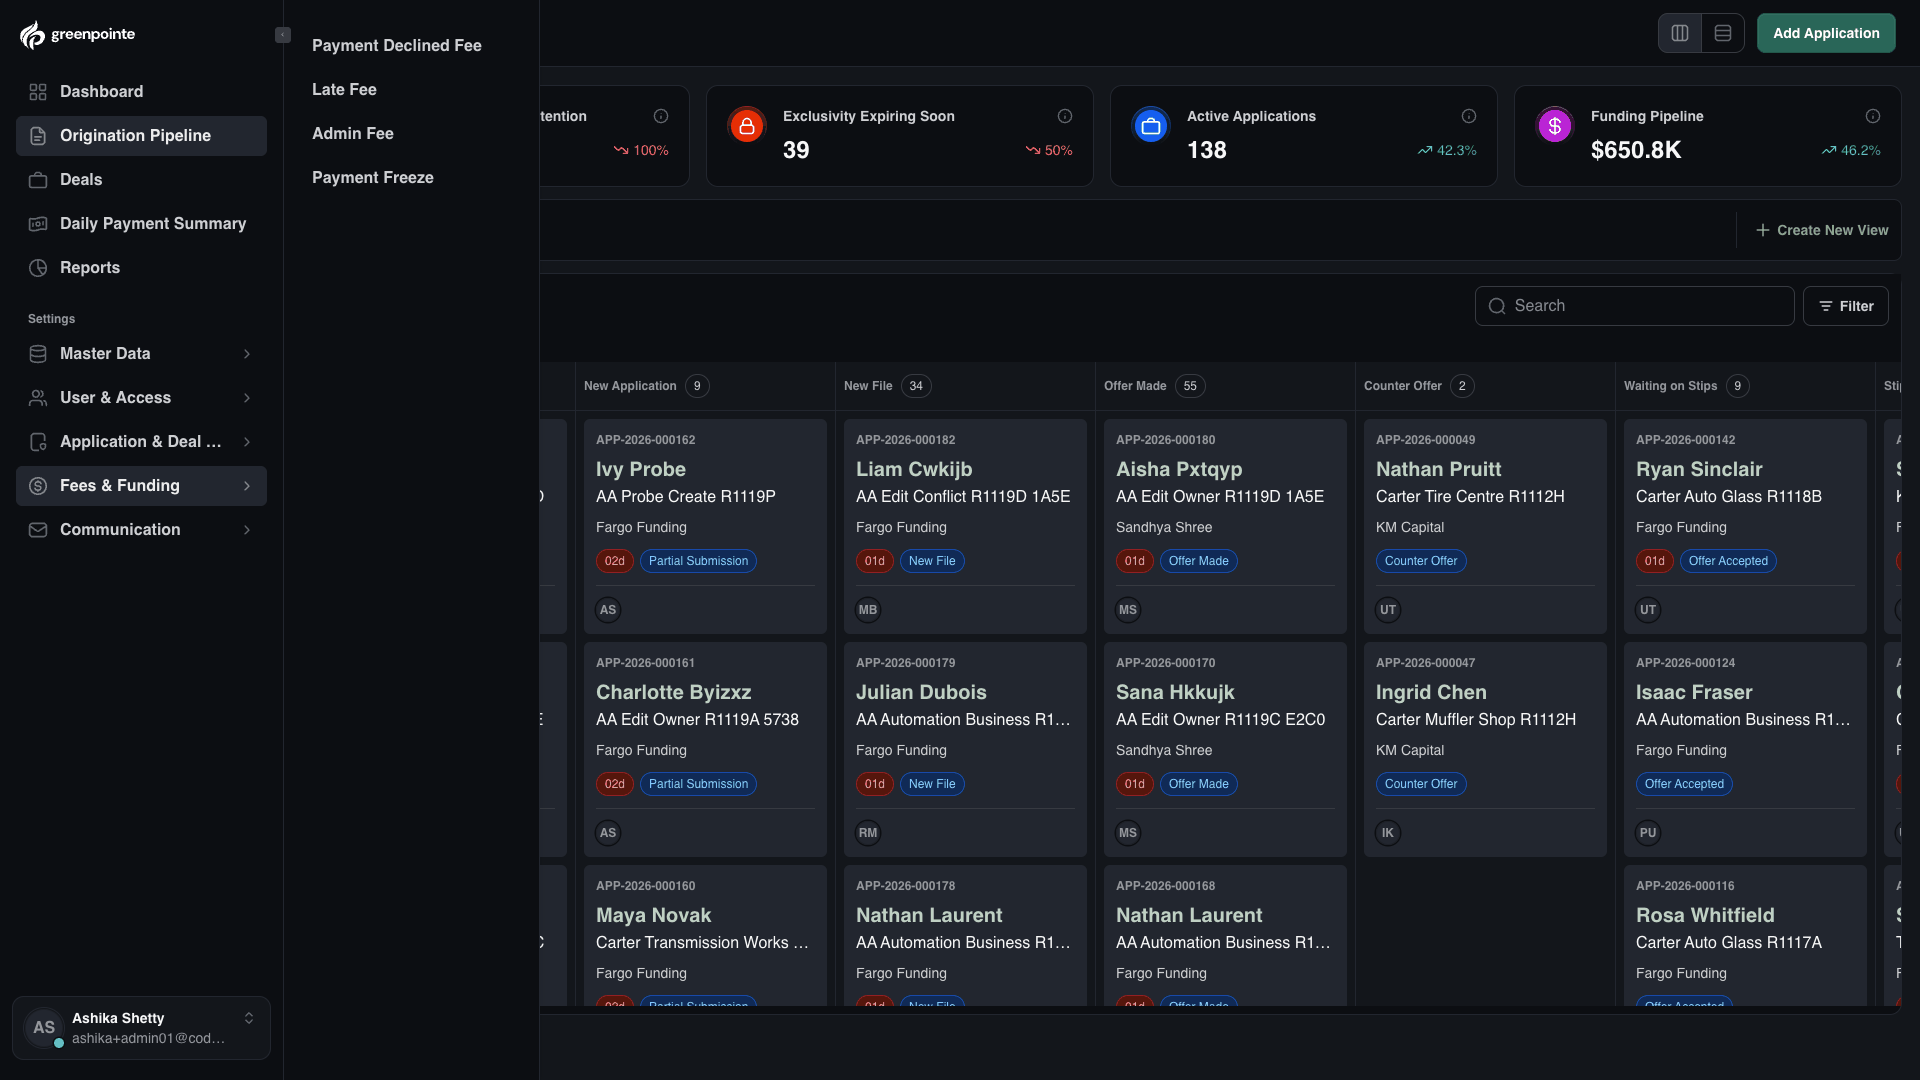 greenpointe
Dashboard
Origination Pipeline
Deals
Daily Payment Summary
Reports
Settings
Master Data
User & Access
Application & Deal ...
Fees & Funding
Communication
AS
Ashika Shetty
ashika+admin01@cod...
Payment Declined Fee
Late Fee
Admin Fee
Payment Freeze
Add Application
tention
100%
Exclusivity Expiring Soon
39
50%
Active Applications
138
42.3%
Funding Pipeline
$650.8K
46.2%
Create New View
Search
Filter
New Application 9
APP-2026-000162
Ivy Probe
AA Probe Create R1119P
Fargo Funding
02d Partial Submission
AS
APP-2026-000161
Charlotte Byizxz
AA Edit Owner R1119A 5738
Fargo Funding
02d Partial Submission
AS
APP-2026-000160
Maya Novak
Carter Transmission Works ...
Fargo Funding
02d Partial Submission
New File 34
APP-2026-000182
Liam Cwkijb
AA Edit Conflict R1119D 1A5E
Fargo Funding
01d New File
MB
APP-2026-000179
Julian Dubois
AA Automation Business R1...
Fargo Funding
01d New File
RM
APP-2026-000178
Nathan Laurent
AA Automation Business R1...
Fargo Funding
01d New File
Offer Made 55
APP-2026-000180
Aisha Pxtqyp
AA Edit Owner R1119D 1A5E
Sandhya Shree
01d Offer Made
MS
APP-2026-000170
Sana Hkkujk
AA Edit Owner R1119C E2C0
Sandhya Shree
01d Offer Made
MS
APP-2026-000168
Nathan Laurent
AA Automation Business R1...
Fargo Funding
01d Offer Made
Counter Offer 2
APP-2026-000049
Nathan Pruitt
Carter Tire Centre R1112H
KM Capital
Counter Offer
UT
APP-2026-000047
Ingrid Chen
Carter Muffler Shop R1112H
KM Capital
Counter Offer
IK
Waiting on Stips 9
APP-2026-000142
Ryan Sinclair
Carter Auto Glass R1118B
Fargo Funding
01d Offer Accepted
UT
APP-2026-000124
Isaac Fraser
AA Automation Business R1...
Fargo Funding
Offer Accepted
PU
APP-2026-000116
Rosa Whitfield
Carter Auto Glass R1117A
Fargo Funding
Offer Accepted